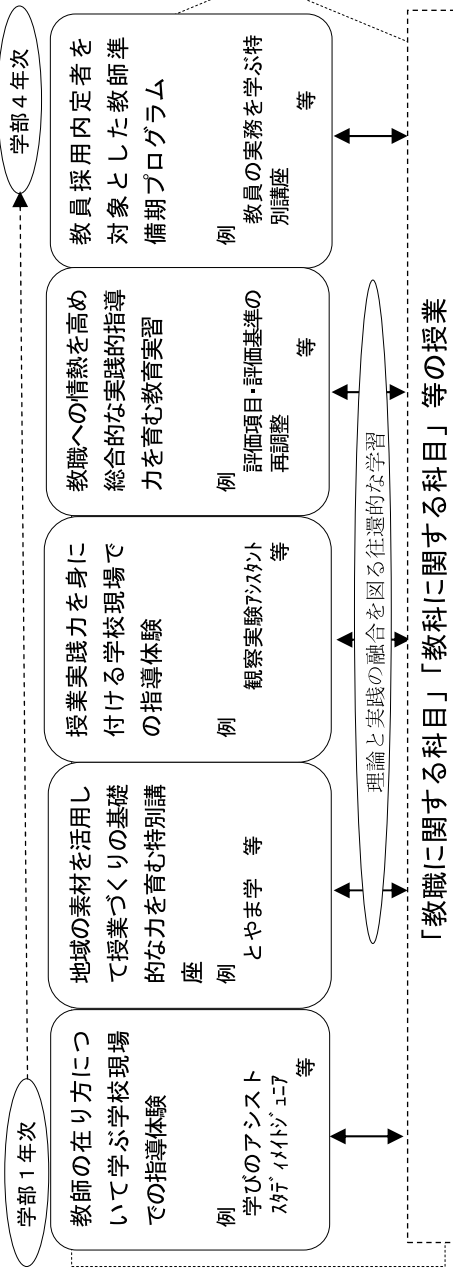 学部１年次
学部４年次
教師の在り方につ
いて学ぶ学校現場
での指導体験
例
学びのアシスト
ｽﾀﾃﾞｨﾒｲﾄｼﾞｭﾆｱ
等
地域の素材を活用し
て授業づくりの基礎
的な力を育む特別講
座
例
とやま学　等
授業実践力を身に
付ける学校現場で
の指導体験
例
観察実験ｱｼｽﾀﾝﾄ
等
教職への情熱を高め
総合的な実践的指導
力を育む教育実習
例
評価項目・評価基準の
再調整
等
教員採用内定者を
対象とした教師準
備期プログラム
例
教員の実務を学ぶ特
別講座
等
理論と実践の融合を図る往還的な学習
「教職に関する科目」「教科に関する科目」等の授業